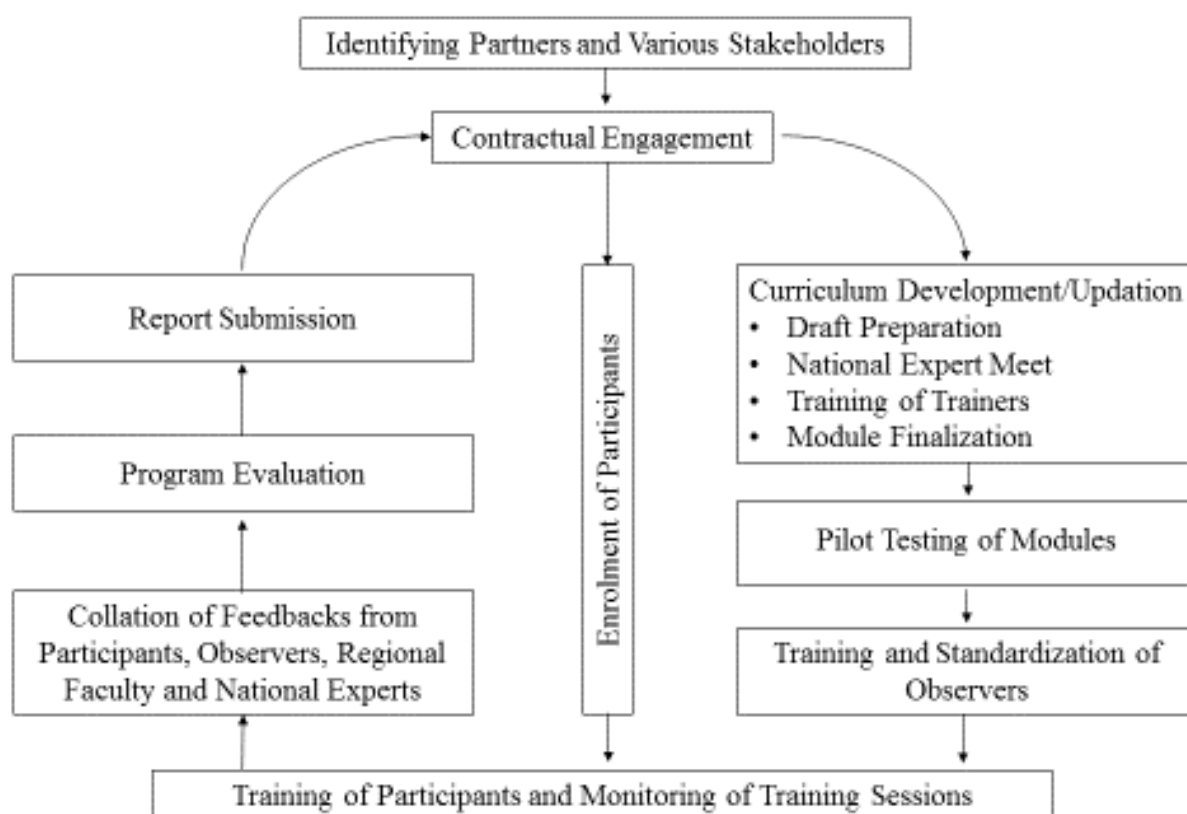 Identifying Partners and Various Stakeholders
Contractual Engagement
Report Submission
Program Evaluation
Collation of Feedbacks from
Participants, Observers, Regional
Faculty and National Experts
Enrolment of Participants
Curriculum Development/Updation
• Draft Preparation
• National Expert Meet
• Training of Trainers
• Module Finalization
Pilot Testing of Modules
Training and Standardization of
Observers
Training of Participants and Monitoring of Training Sessions